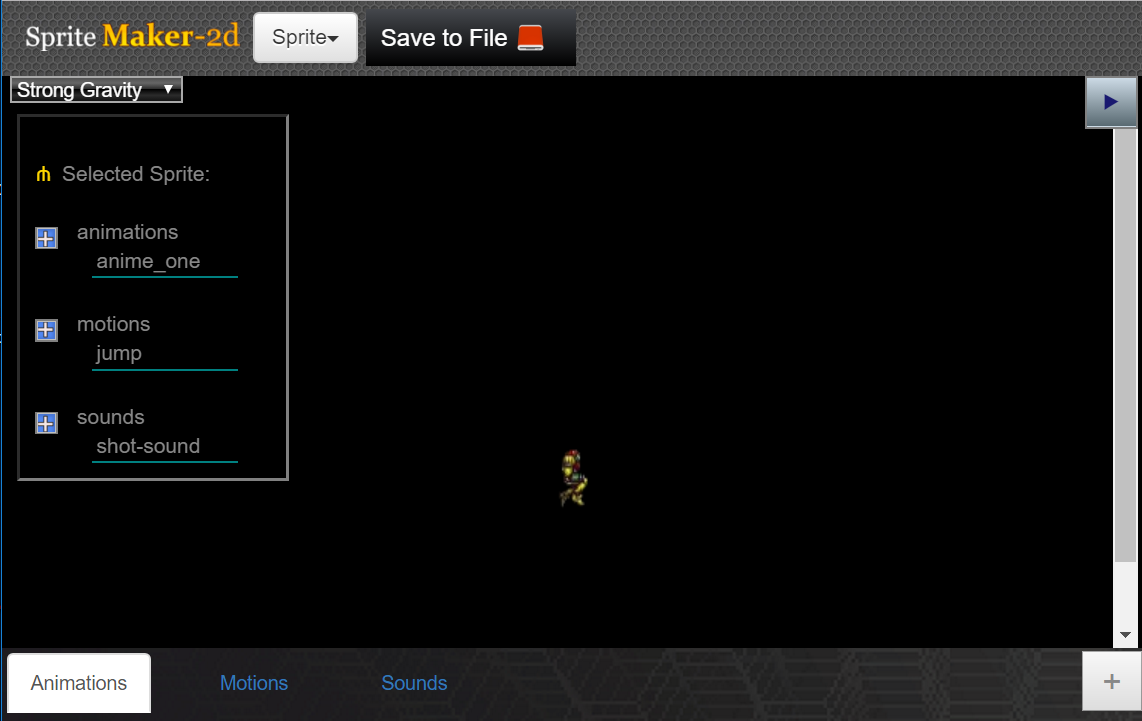 Sprite Maker-2d
Sprite
Save to File
Strong Gravity
Selected Sprite:
animations
anime_one
motions
jump
sounds
shot-sound
Animations
Motions
Sounds
+